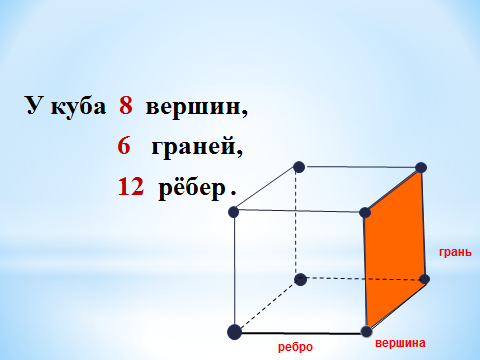 У куба 8 вершин,
6 граней,
12 рёбер.
грань
вершина
ребро